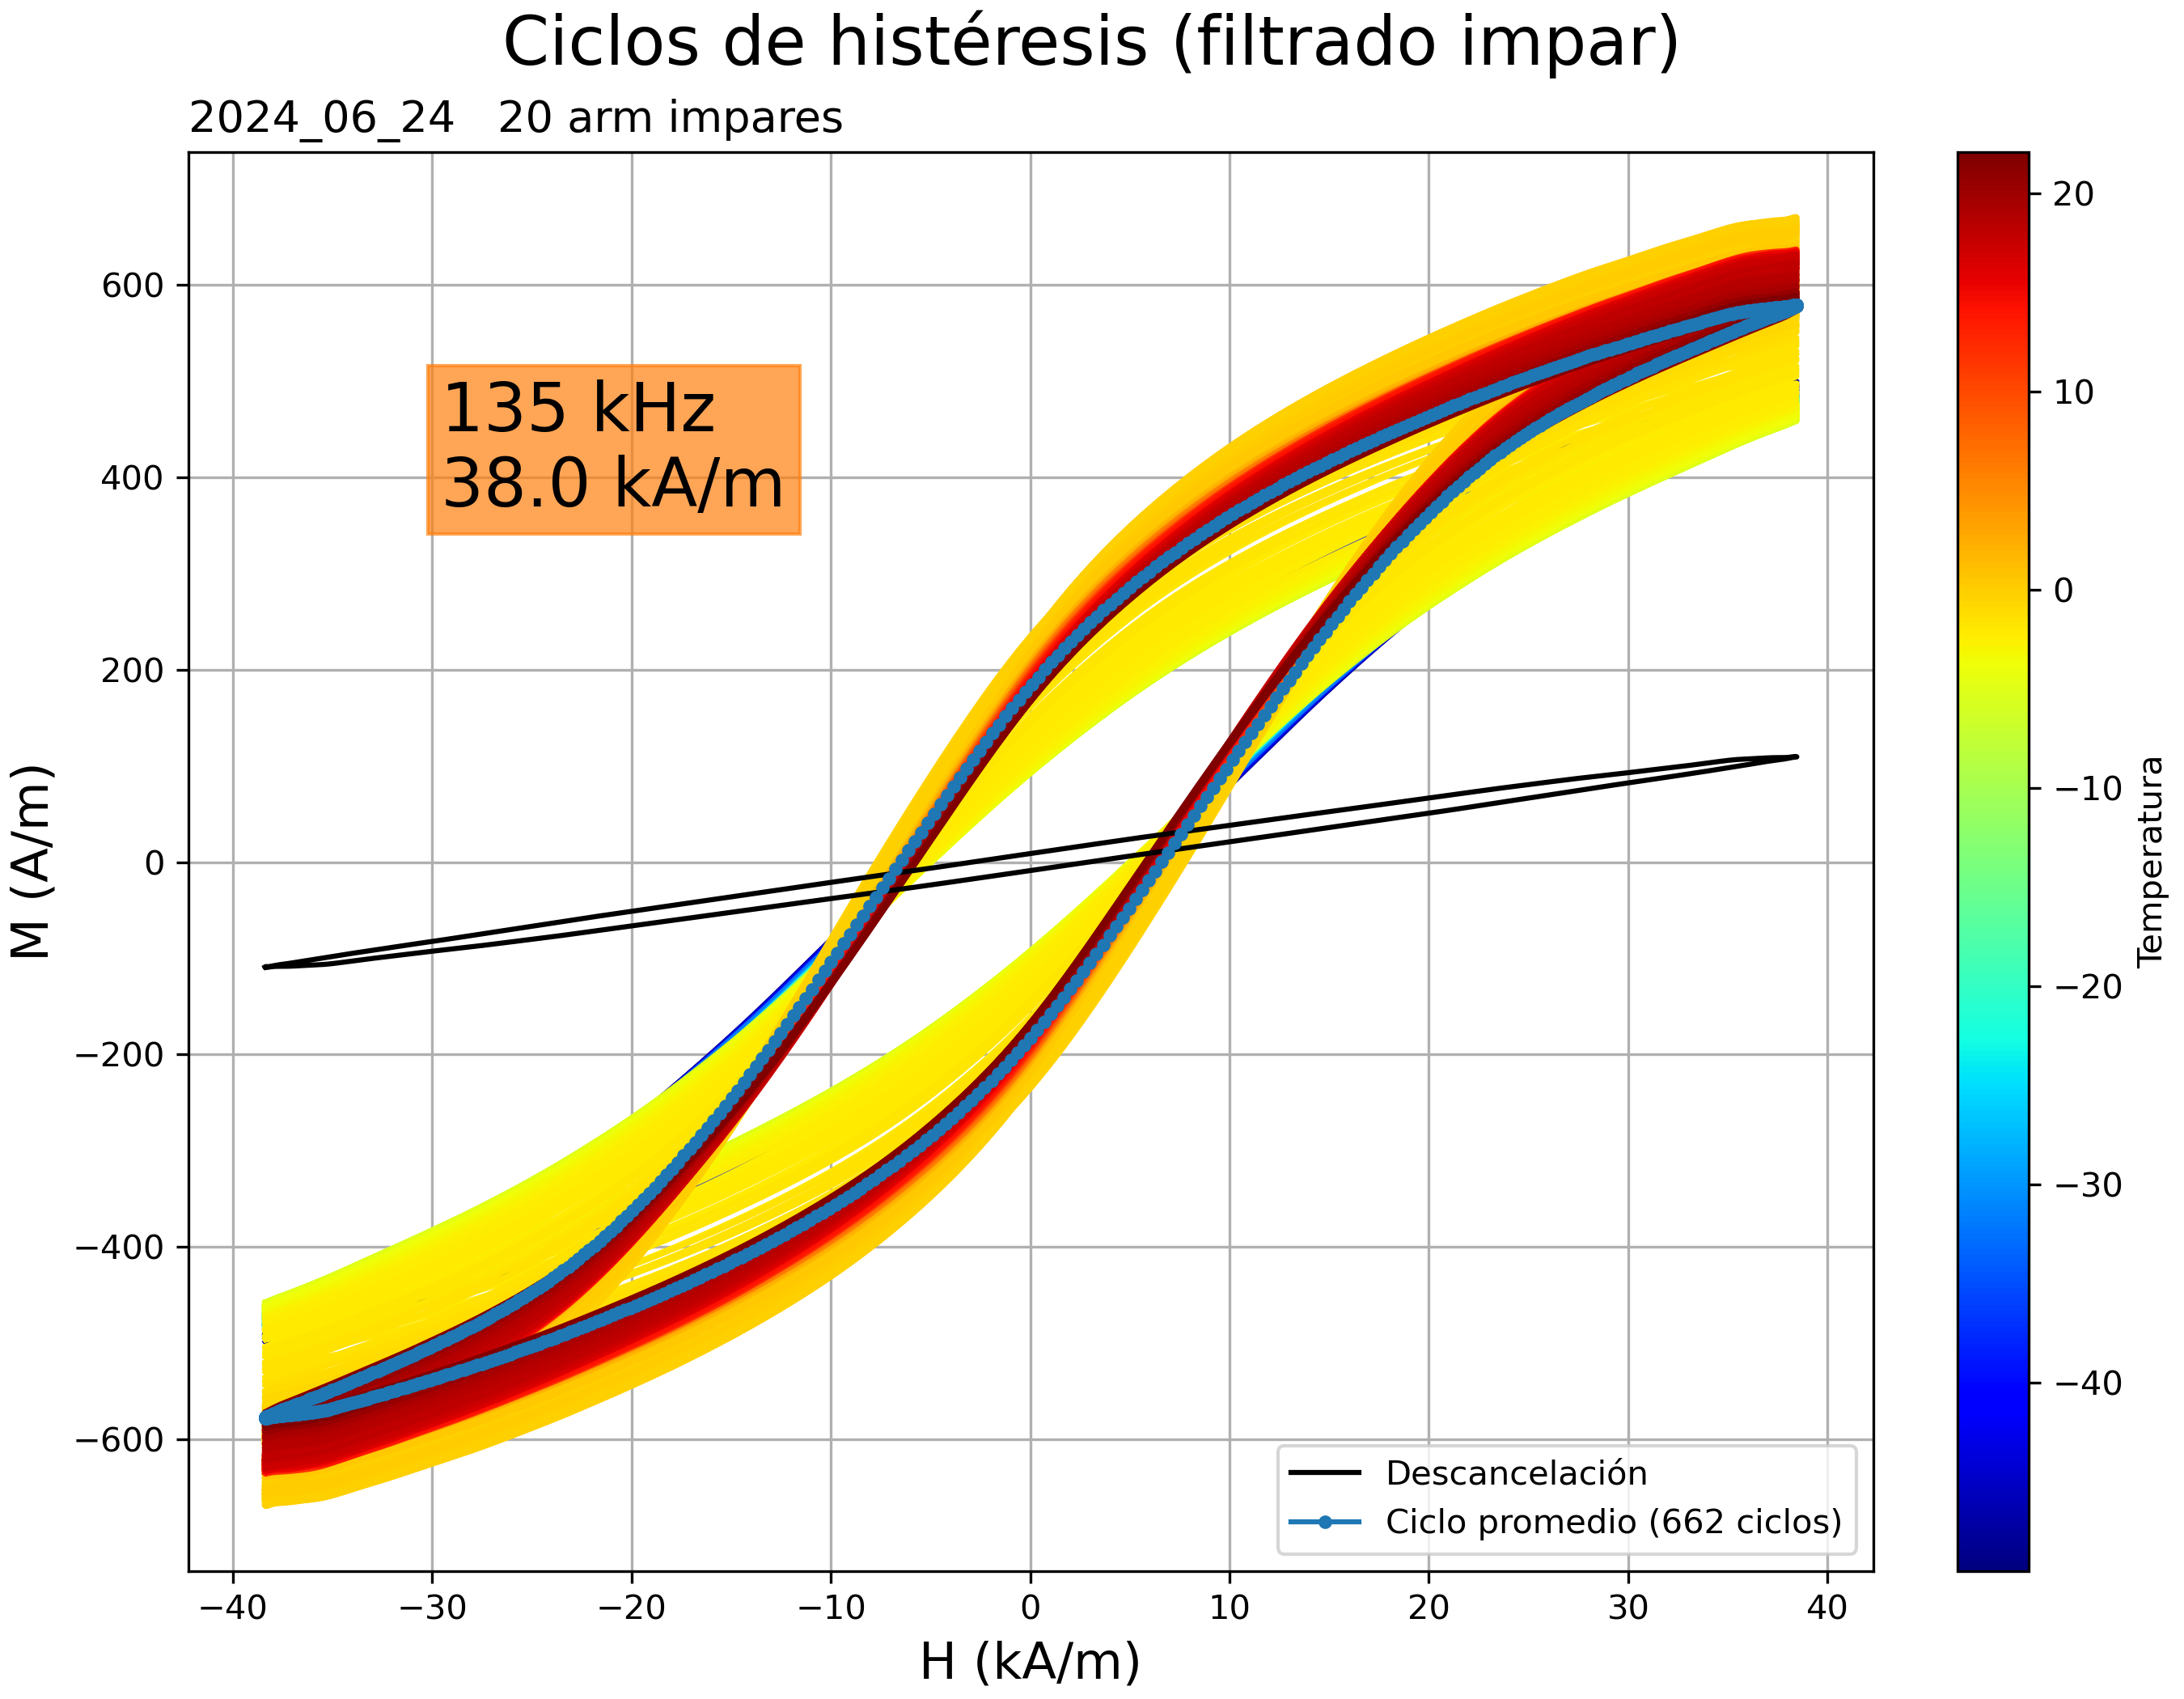 Ciclos de histéresis (filtrado impar)
2024_06_24   20 arm impares
135 kHz
38.0 kA/m
M (A/m)
600
400
200
0
−200
−400
−600
−40
−30
−20
−10
0
10
20
30
40
H (kA/m)
Descancelación
Ciclo promedio (662 ciclos)
20
10
0
−10
−20
−30
−40
Temperatura